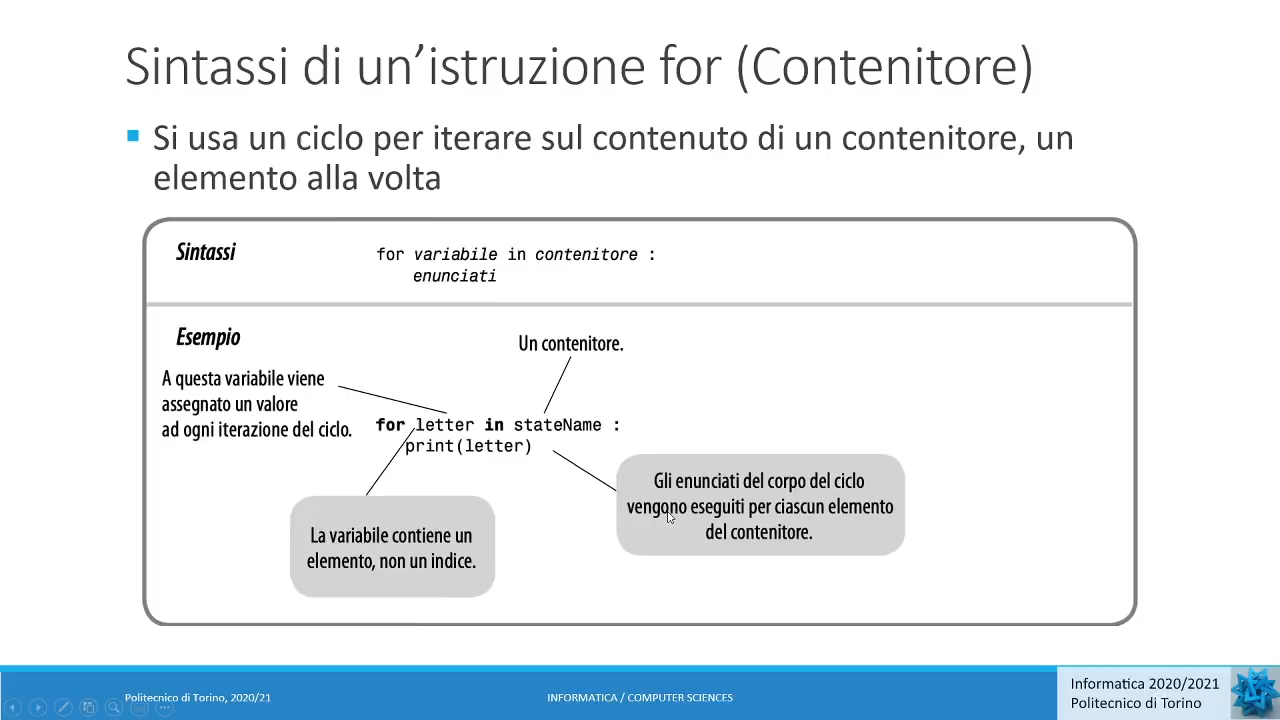 Sintassi di un’istruzione for (Contenitore)
Si usa un ciclo per iterare sul contenuto di un contenitore, un
elemento alla volta
Sintassi
for variabile in contenitore :
enunciati
Esempio
Un contenitore.
A questa variabile viene
assegnato un valore
ad ogni iterazione del ciclo.
for letter in stateName :
print(letter)
Gli enunciati del corpo del ciclo
vengono eseguiti per ciascun elemento
del contenitore.
La variabile contiene un
elemento, non un indice.
Politecnico di Torino, 2020/21
INFORMATICA / COMPUTER SCIENCES
Informatica 2020/2021
Politecnico di Torino